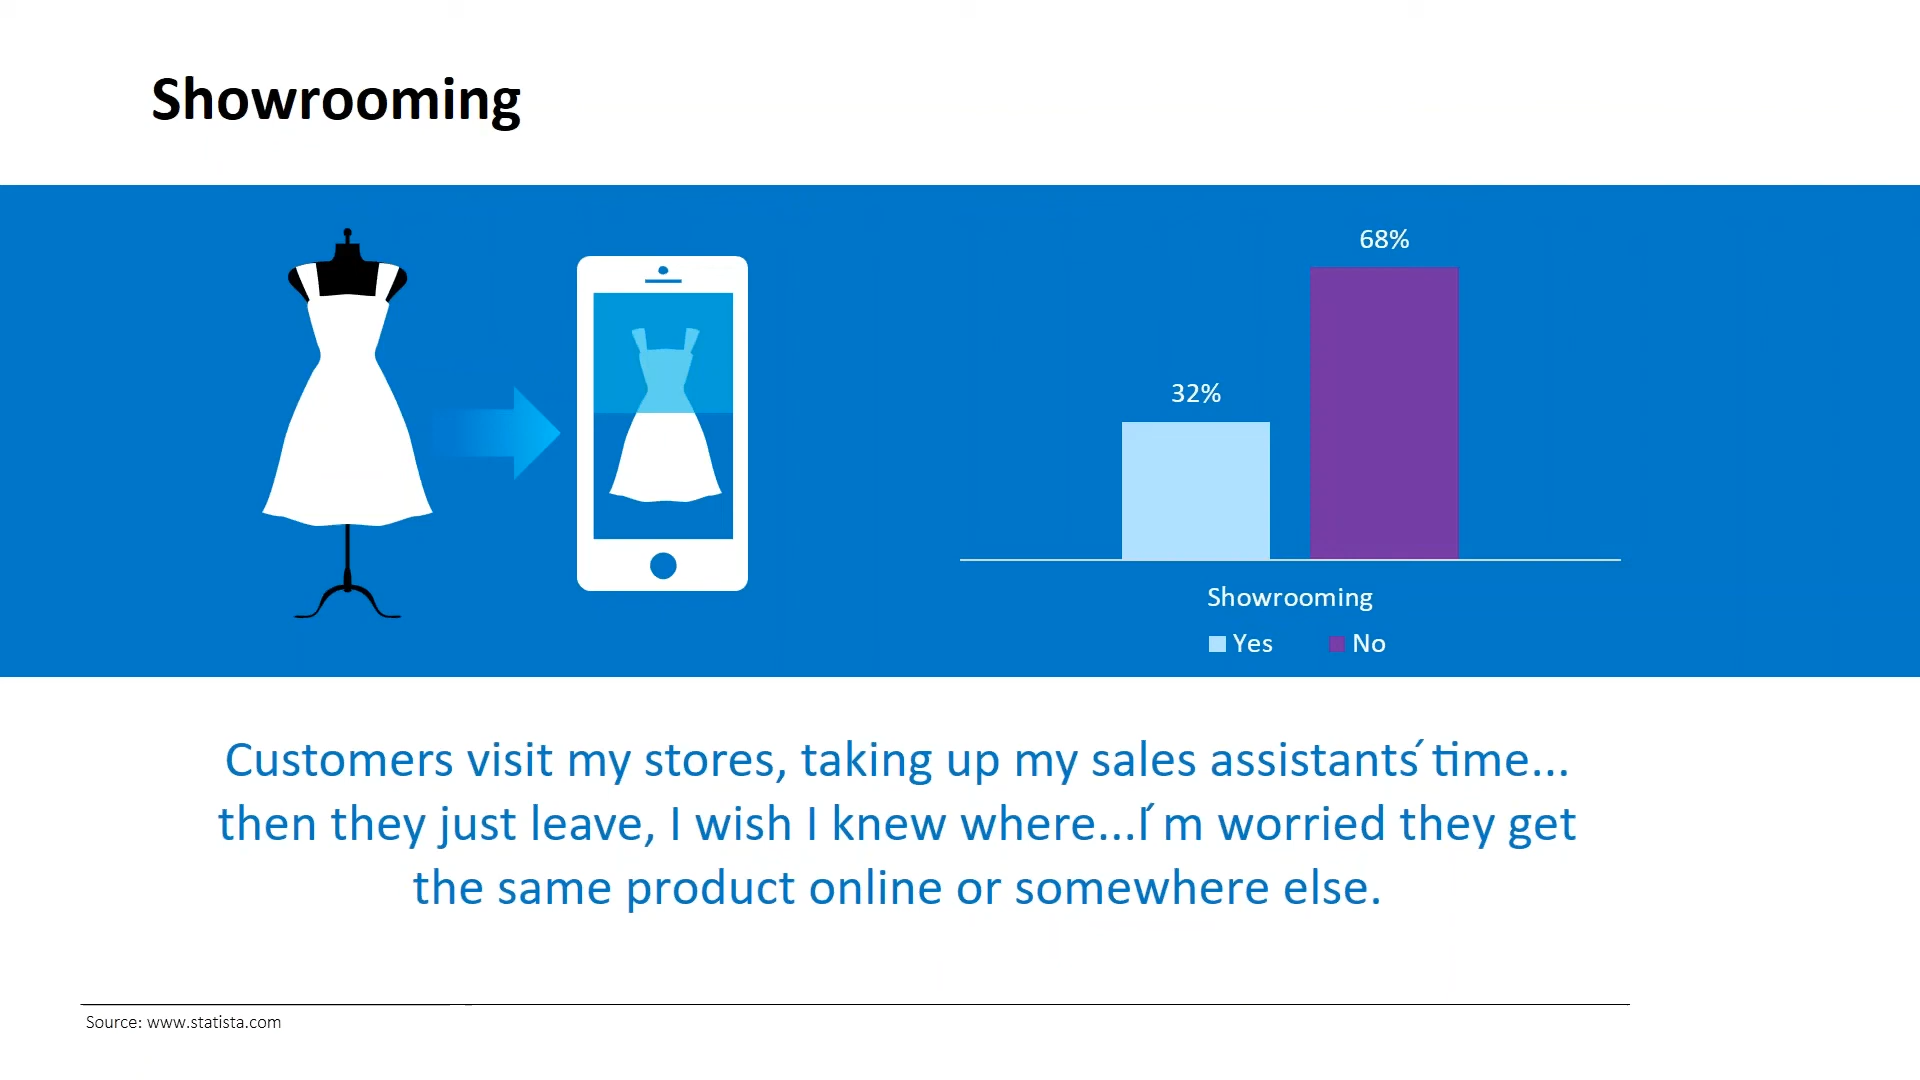 Showrooming
68%
32%
Showrooming
Yes No
Customers visit my stores, taking up my sales assistants´time...
then they just leave, I wish I knew where...I´m worried they get
the same product online or somewhere else.
Source: www.statista.com